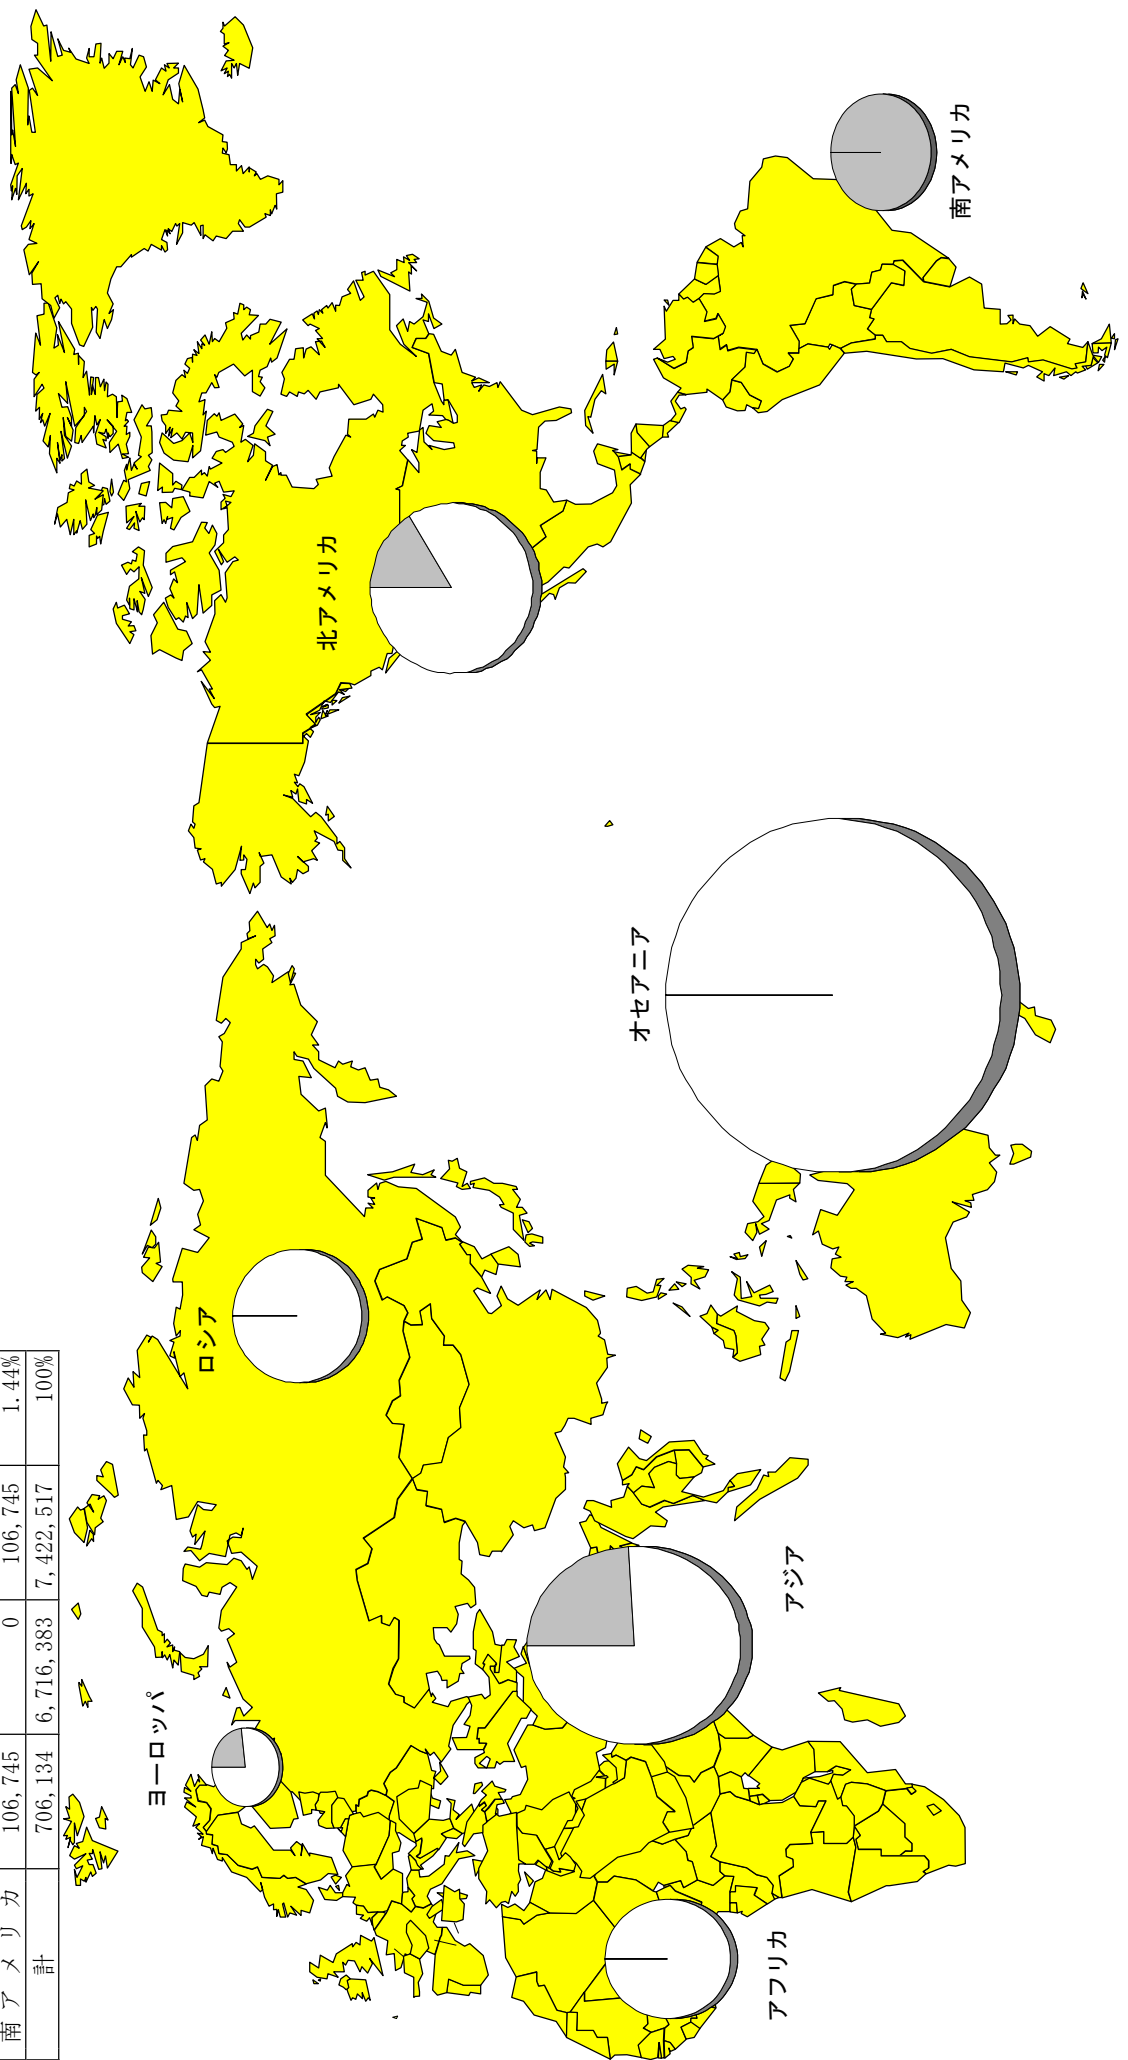 南アメリカ 106,745 0 106,745 1.44%
計 706,134 6,716,383 7,422,517 100%
ヨーロッパ
ロシア
北アメリカ
アフリカ
アジア
オセアニア
南アメリカ